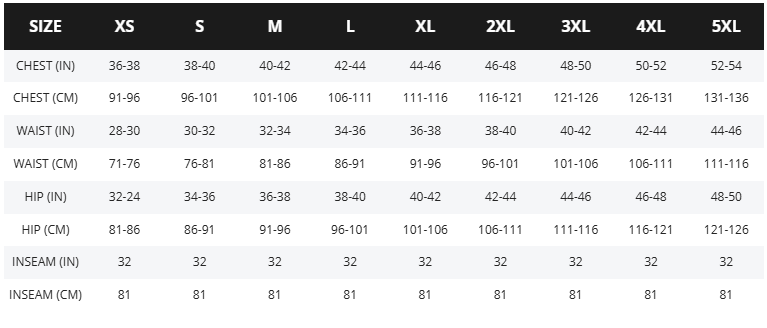 SIZE XS S M L XL 2XL 3XL 4XL 5XL
CHEST (IN) 36-38 38-40 40-42 42-44 44-46 46-48 48-50 50-52 52-54
CHEST (CM) 91-96 96-101 101-106 106-111 111-116 116-121 121-126 126-131 131-136
WAIST (IN) 28-30 30-32 32-34 34-36 36-38 38-40 40-42 42-44 44-46
WAIST (CM) 71-76 76-81 81-86 86-91 91-96 96-101 101-106 106-111 111-116
HIP (IN) 32-24 34-36 36-38 38-40 40-42 42-44 44-46 46-48 48-50
HIP (CM) 81-86 86-91 91-96 96-101 101-106 106-111 111-116 116-121 121-126
INSEAM (IN) 32 32 32 32 32 32 32 32 32
INSEAM (CM) 81 81 81 81 81 81 81 81 81